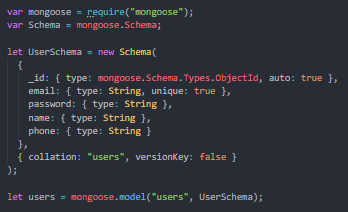 var mongoose = require("mongoose");
var Schema = mongoose.Schema;
let UserSchema = new Schema(
{
_id: { type: mongoose.Schema.Types.ObjectId, auto: true },
email: { type: String, unique: true },
password: { type: String },
name: { type: String },
phone: { type: String }
},
{ collation: "users", versionKey: false }
);
let users = mongoose.model("users", UserSchema);